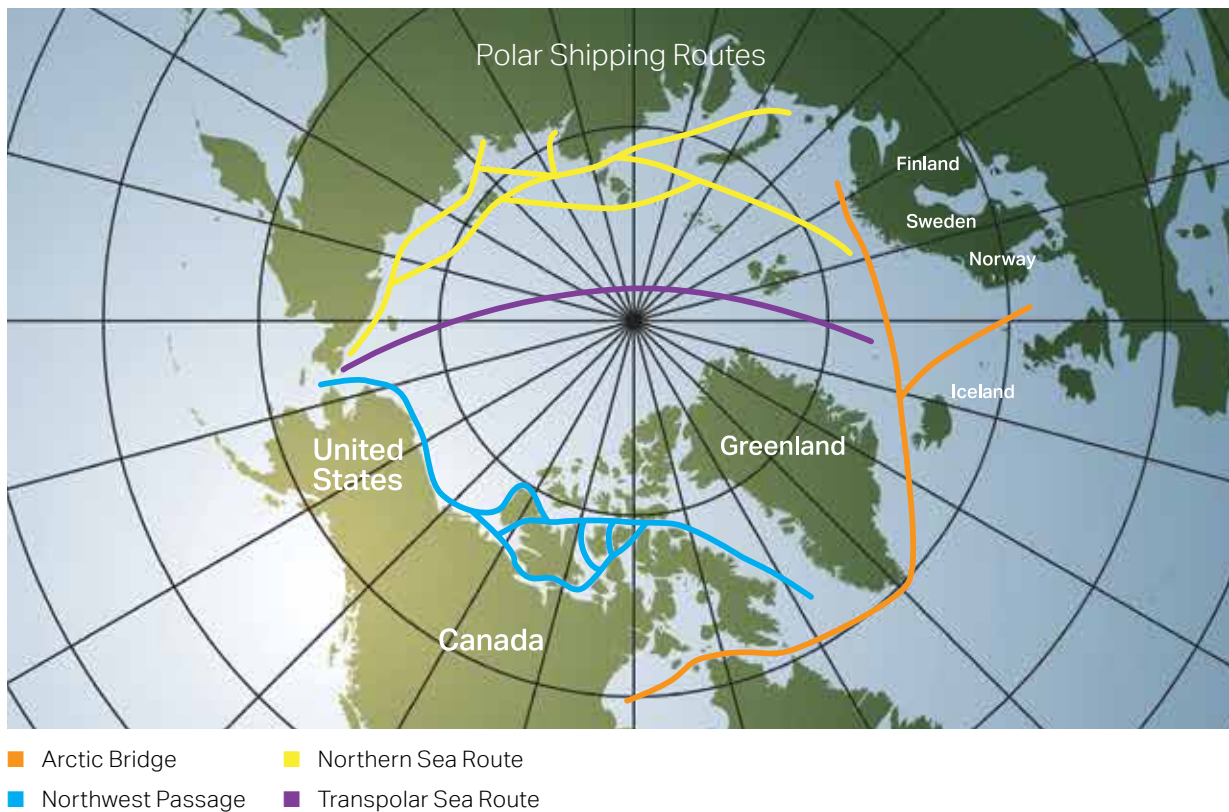 Polar Shipping Routes
Finland
Sweden
Norway
Iceland
United
States
Greenland
Canada
Arctic Bridge
Northern Sea Route
Northwest Passage
Transpolar Sea Route